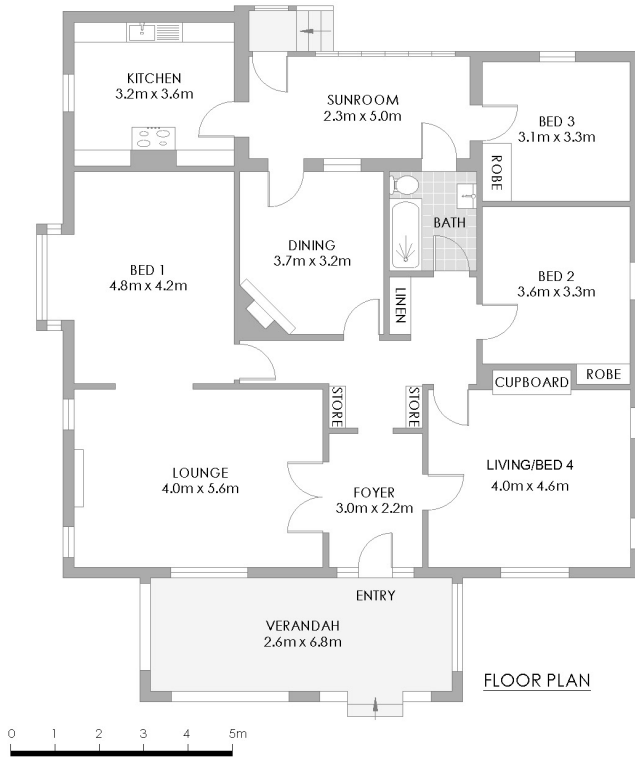 KITCHEN
3.2m x 3.6m
SUNROOM
2.3m x 5.0m
BED 3
3.1m x 3.3m
ROBE
BATH
BED 1
4.8m x 4.2m
DINING
3.7m x 3.2m
BED 2
3.6m x 3.3m
LINEN
ROBE
CUPBOARD
STORE
STORE
LOUNGE
4.0m x 5.6m
FOYER
3.0m x 2.2m
LIVING/BED 4
4.0m x 4.6m
ENTRY
VERANDAH
2.6m x 6.8m
FLOOR PLAN
0 1 2 3 4 5m